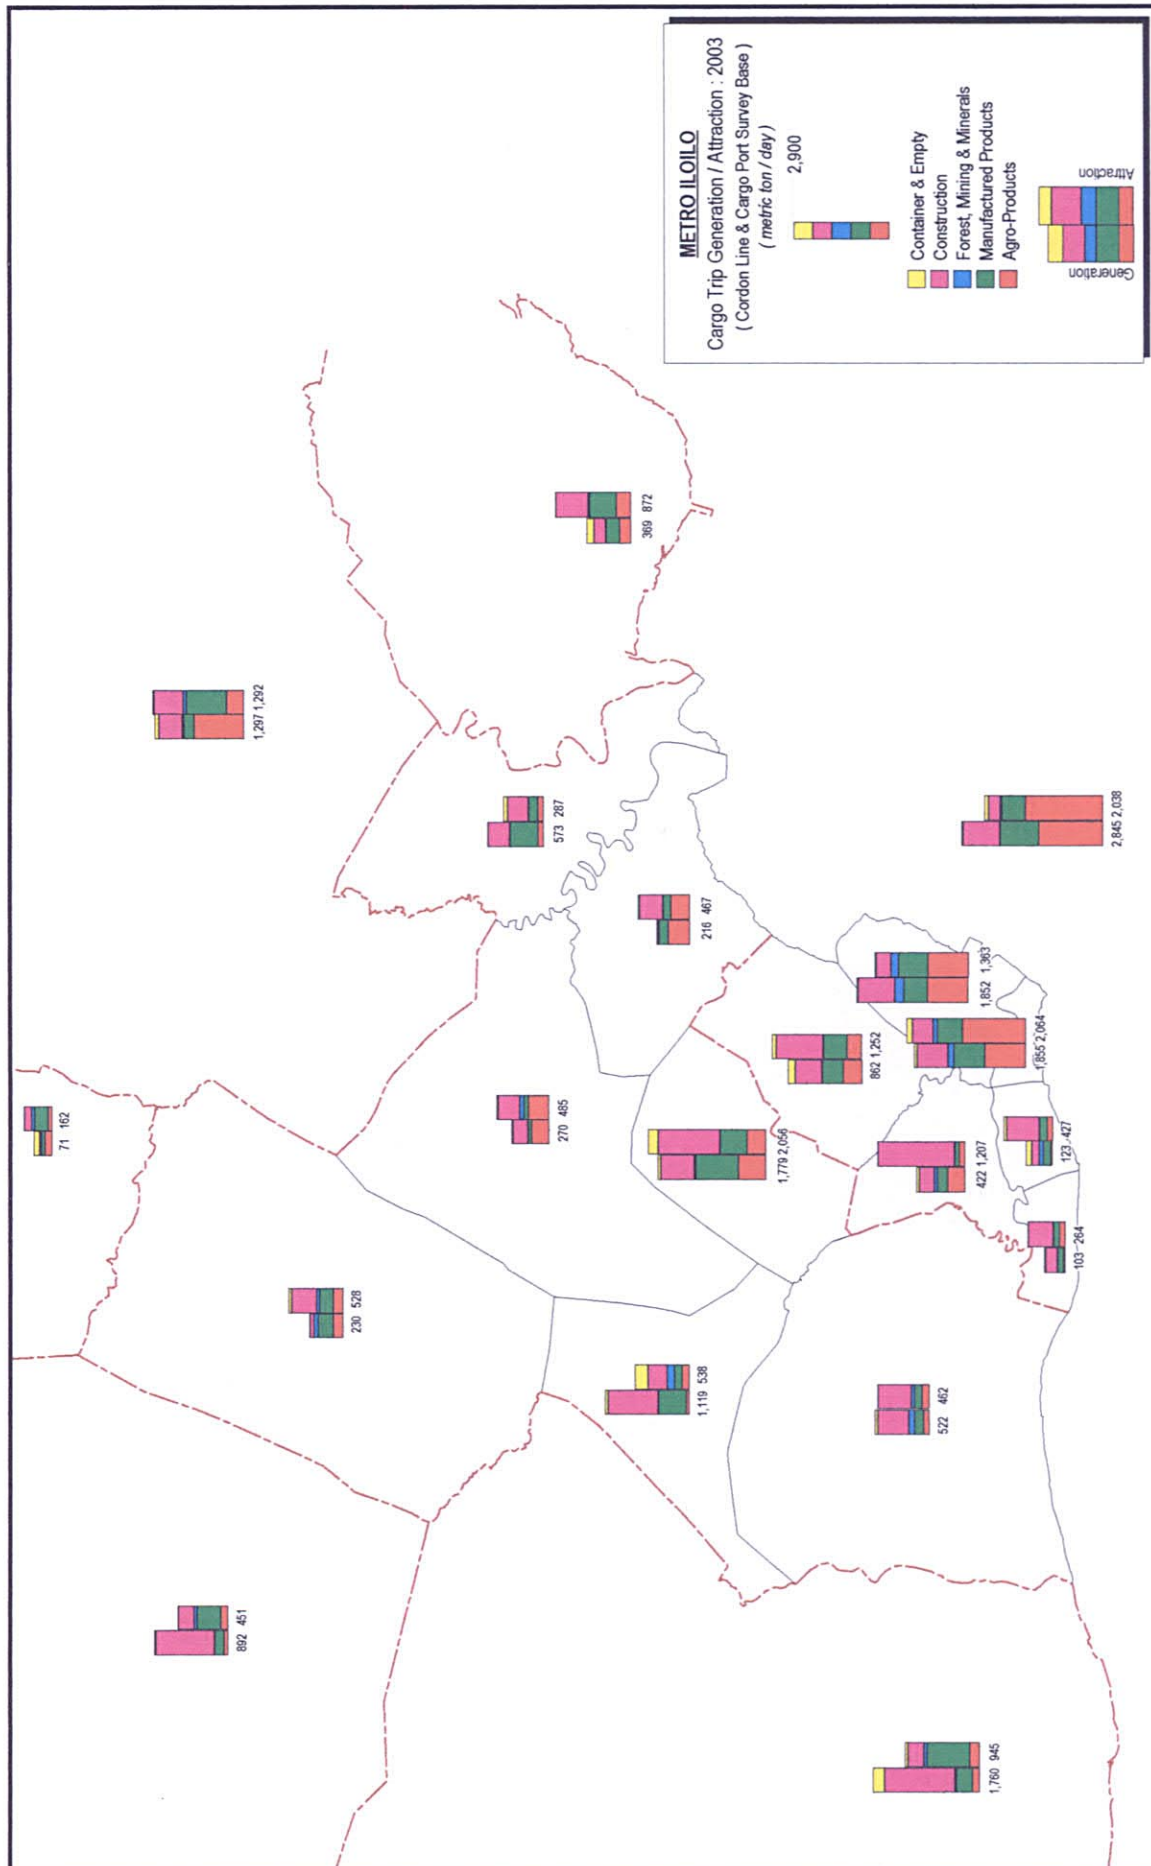 METRO ILOILO
Cargo Trip Generation / Attraction : 2003
( Cordon Line & Cargo Port Survey Base )
( metric ton / day )
2,900
Container & Empty
Construction
Forest, Mining & Minerals
Manufactured Products
Agro-Products
Generation
Attraction
71 162
1,297 1,292
892 451
230 528
573 287
270 485
369 872
1,119 538
216 467
1,779 2,056
862 1,252
522 462
1,852 1,363
422 1,207
1,760 945
1,855 2,064
123 427
103 264
2,845 2,038